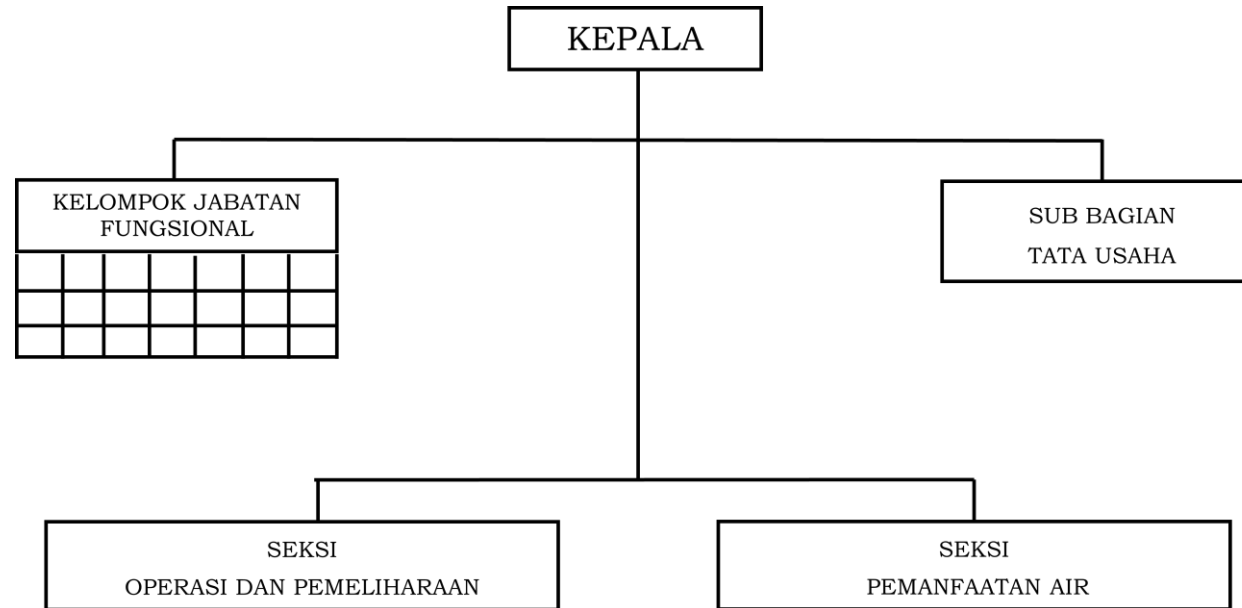 KEPALA
KELOMPOK JABATAN
FUNGSIONAL
SUB BAGIAN
TATA USAHA
SEKSI
OPERASI DAN PEMELIHARAAN
SEKSI
PEMANFAATAN AIR